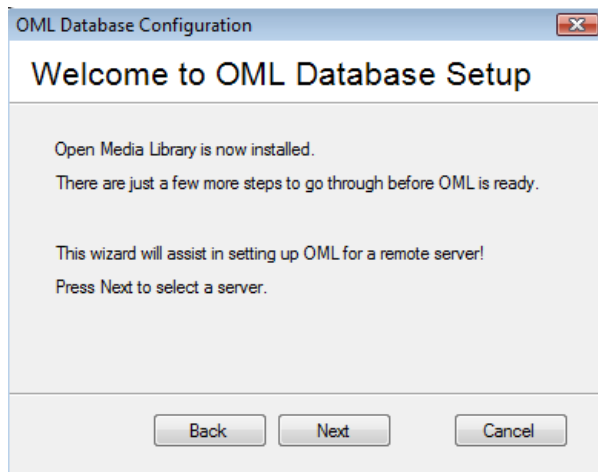 OML Database Configuration
Welcome to OML Database Setup
Open Media Library is now installed.
There are just a few more steps to go through before OML is ready.
This wizard will assist in setting up OML for a remote server!
Press Next to select a server.
Back Next Cancel